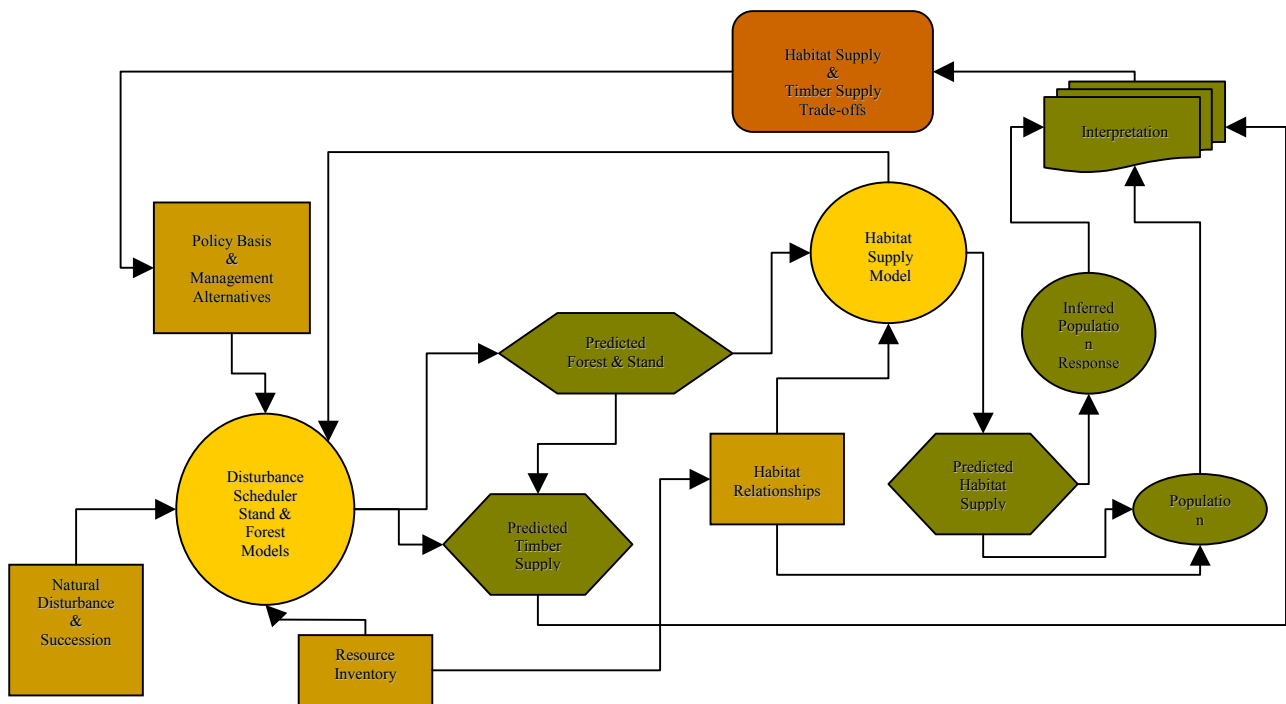 Habitat Supply
&
Timber Supply
Trade-offs
Interpretation
Policy Basis
&
Management
Alternatives
Habitat
Supply
Model
Inferred
Populatio
n
Response
Predicted
Forest & Stand
Disturbance
Scheduler
Stand &
Forest
Models
Habitat
Relationships
Predicted
Habitat
Supply
Predicted
Timber
Supply
Populatio
n
Natural
Disturbance
&
Succession
Resource
Inventory